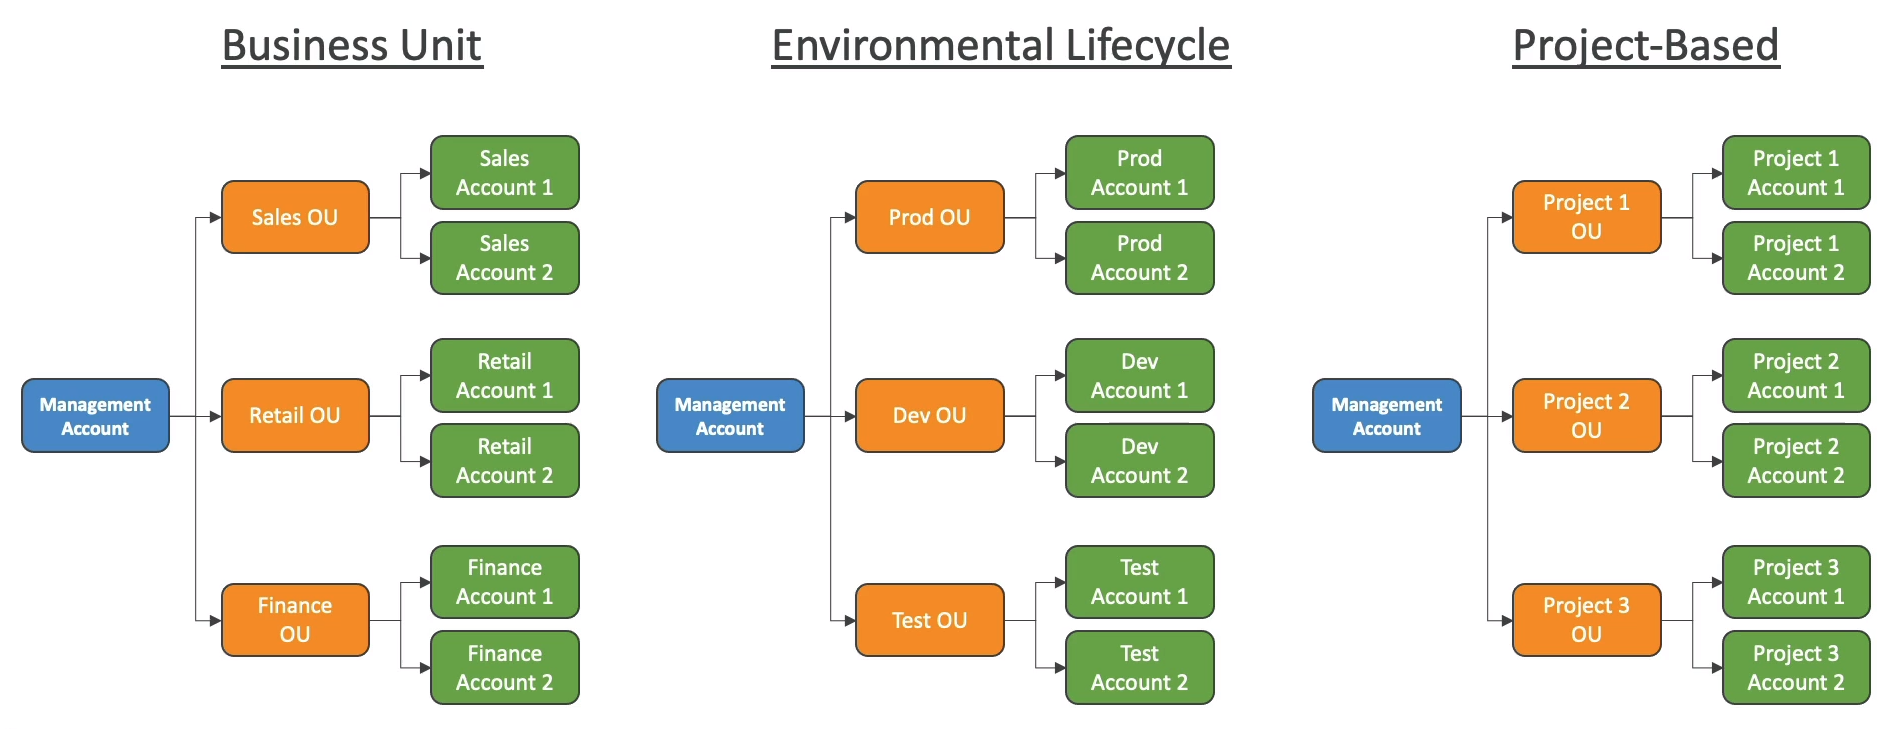 Business Unit
Sales
Account 1
Sales OU
Sales
Account 2
Retail
Account 1
Management
Account
Retail OU
Retail
Account 2
Finance
Account 1
Finance
OU
Finance
Account 2
Environmental Lifecycle
Prod
Account 1
Prod OU
Prod
Account 2
Dev
Account 1
Management
Account
Dev OU
Dev
Account 2
Test
Account 1
Test OU
Test
Account 2
Project-Based
Project 1
Account 1
Project 1
OU
Project 1
Account 2
Project 2
Account 1
Management
Account
Project 2
OU
Project 2
Account 2
Project 3
Account 1
Project 3
OU
Project 3
Account 2